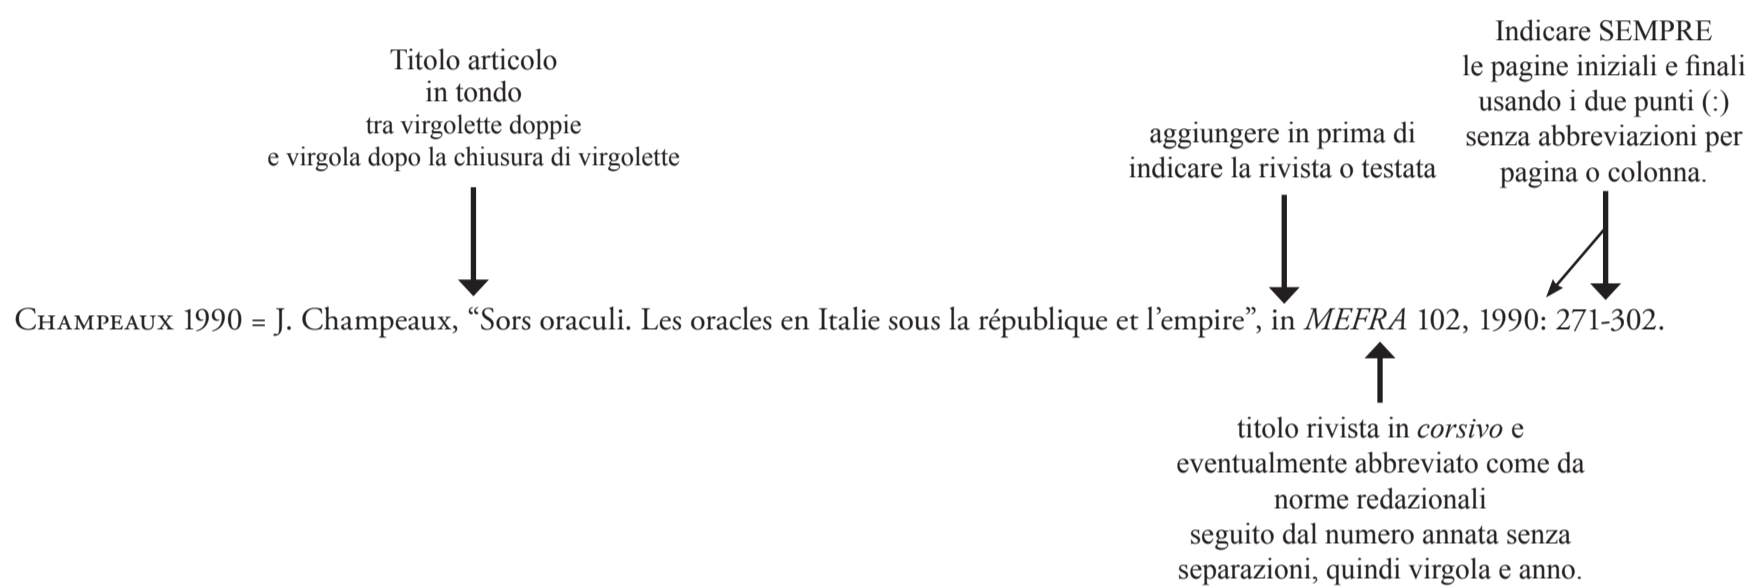 Titolo articolo
in tondo
tra virgolette doppie
e virgola dopo la chiusura di virgolette
aggiungere in prima di
indicare la rivista o testata
Indicare SEMPRE
le pagine iniziali e finali
usando i due punti (:)
senza abbreviazioni per
pagina o colonna.
CHAMPEAUX 1990 = J. Champeaux, “Sors oraculi. Les oracles en Italie sous la république et l’empire”, in MEFRA 102, 1990: 271-302.
titolo rivista in corsivo e
eventualmente abbreviato come da
norme redazionali
seguito dal numero annata senza
separazioni, quindi virgola e anno.